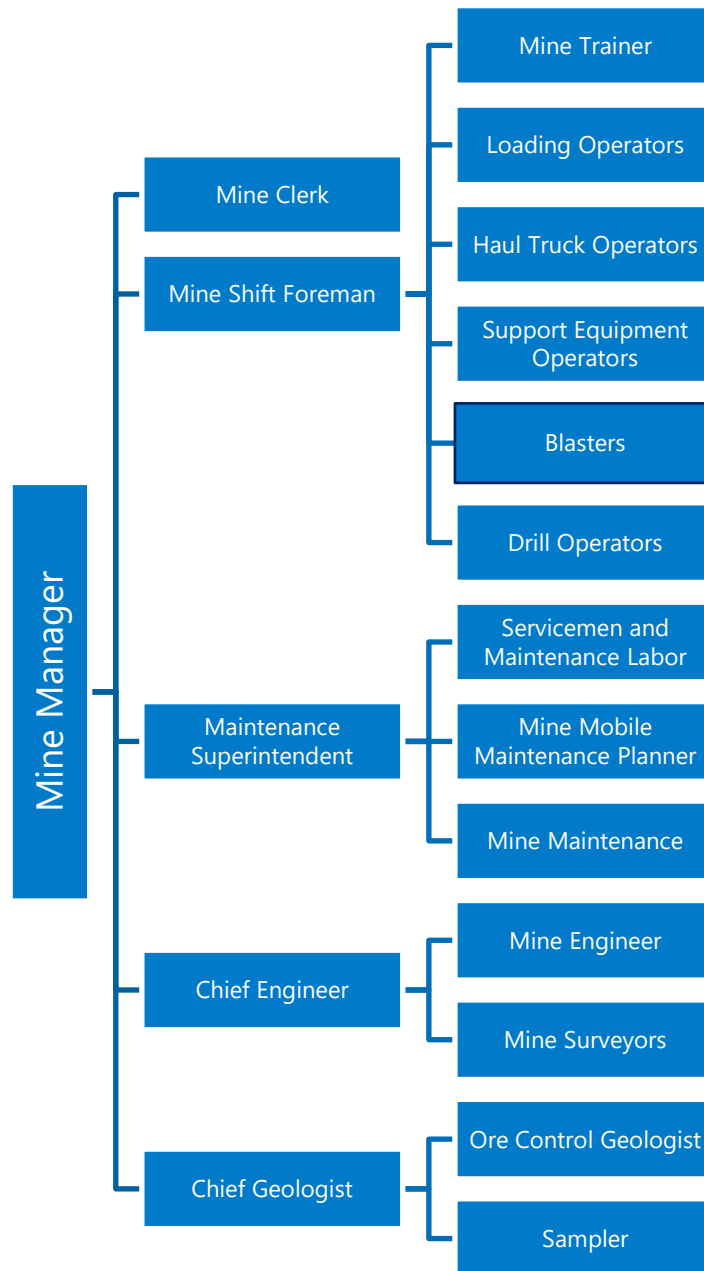 Mine Manager
Mine Clerk
Mine Shift Foreman
Mine Trainer
Loading Operators
Haul Truck Operators
Support Equipment
Operators
Blasters
Drill Operators
Maintenance
Superintendent
Servicemen and
Maintenance Labor
Mine Mobile
Maintenance Planner
Mine Maintenance
Chief Engineer
Mine Engineer
Mine Surveyors
Chief Geologist
Ore Control Geologist
Sampler